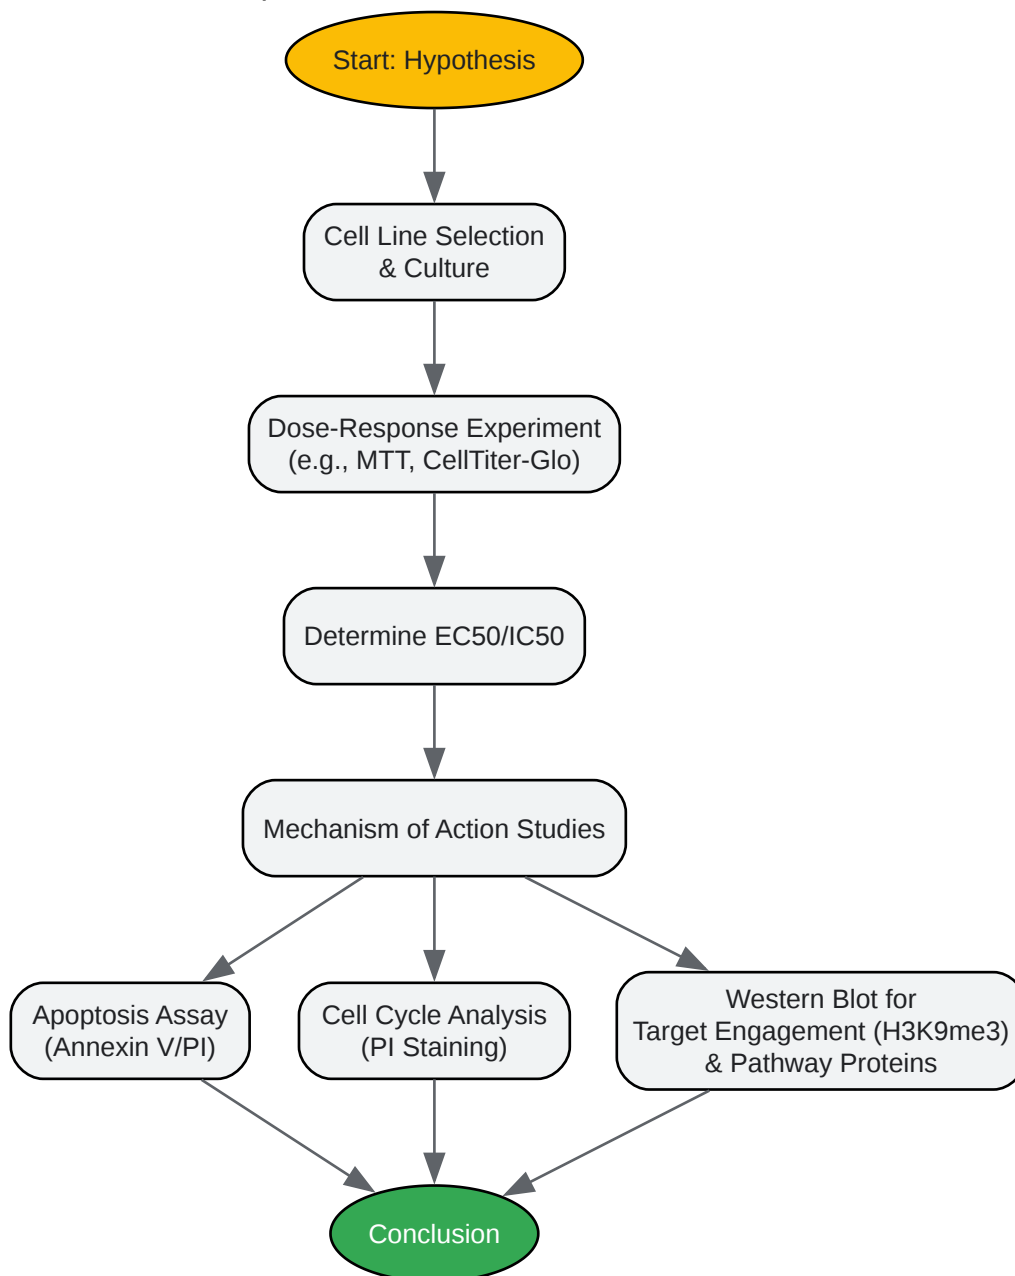 Start: Hypothesis
Cell Line Selection
& Culture
Dose-Response Experiment
(e.g., MTT, CellTiter-Glo)
Determine EC50/IC50
Mechanism of Action Studies
Apoptosis Assay
(Annexin V/PI)
Cell Cycle Analysis
(PI Staining)
Western Blot for
Target Engagement (H3K9me3)
& Pathway Proteins
Conclusion